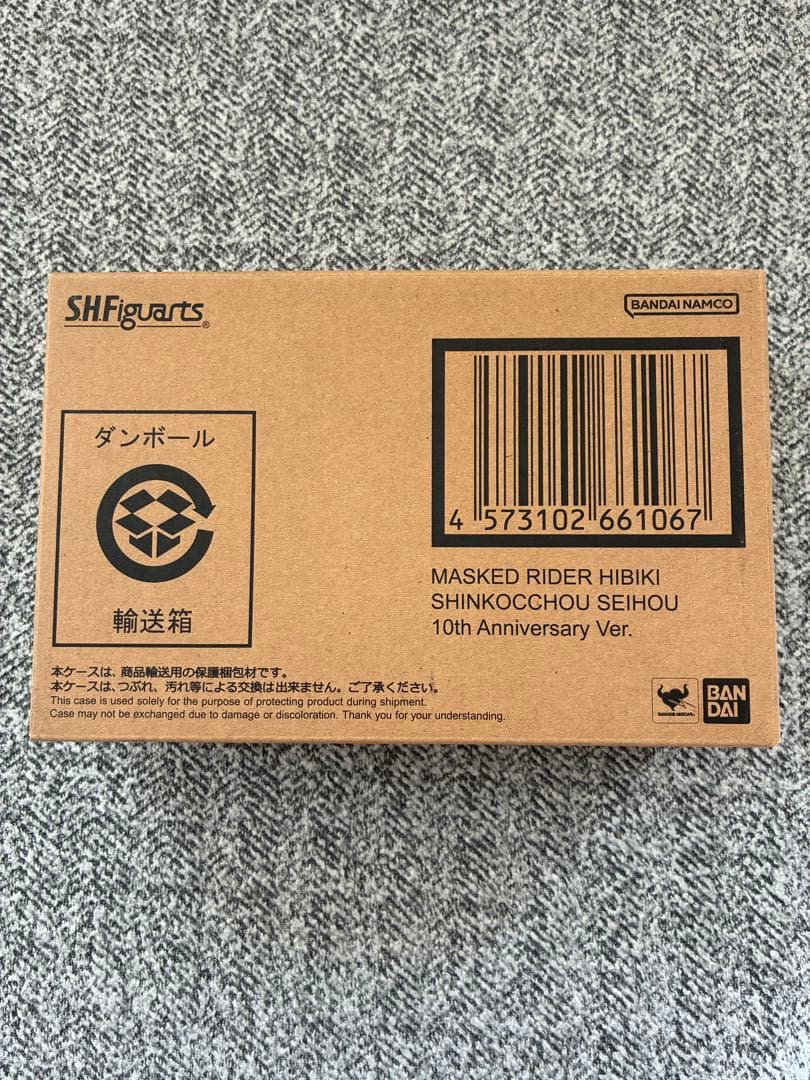 S.H.Figuarts®
BANDAI NAMCO
ダンボール
輸送箱
4 573102 661067
MASKED RIDER HIBIKI
SHINKOCCHOU SEIHOU
10th Anniversary Ver.
本ケースは、商品輸送用の保護梱包材です。
本ケースは、つぶれ、汚れ等による交換は出来ません。ご了承ください。
This case is used solely for the purpose of protecting product during shipment.
Case may not be exchanged due to damage or discoloration. Thank you for your understanding.
BAN
DAI